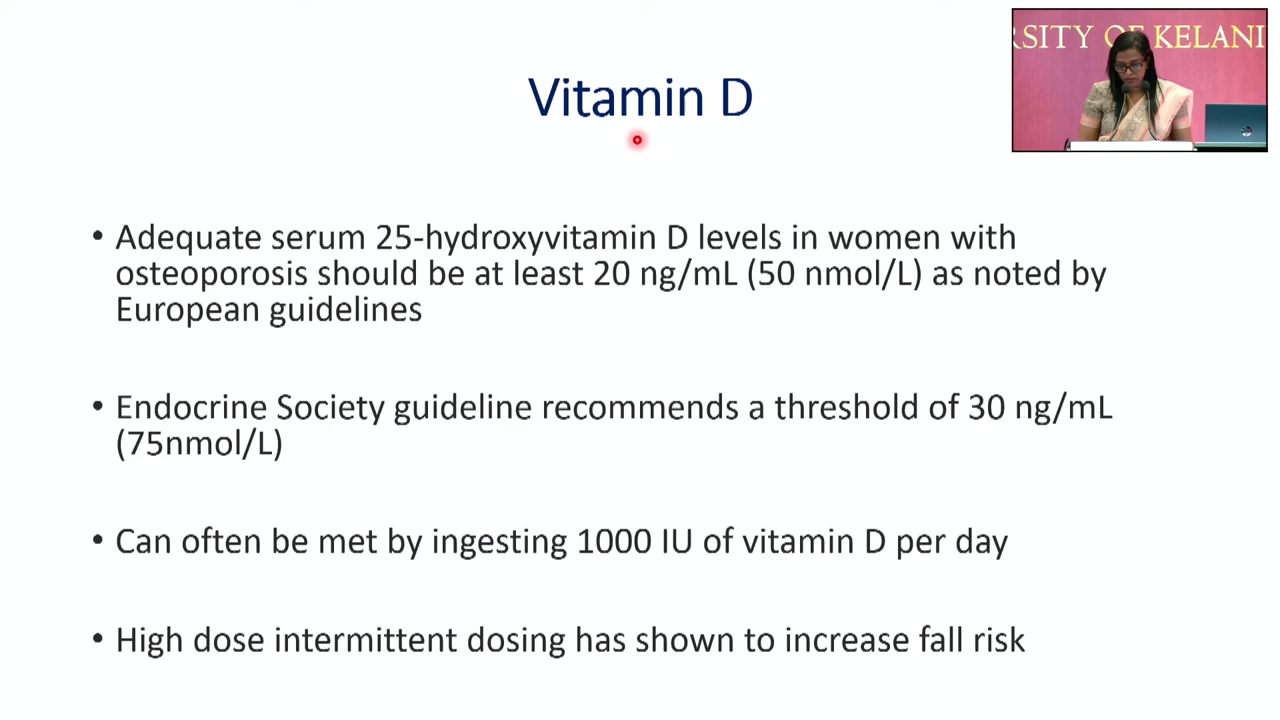 RSITY OF KELANI
Vitamin D
• Adequate serum 25-hydroxyvitamin D levels in women with
osteoporosis should be at least 20 ng/mL (50 nmol/L) as noted by
European guidelines
• Endocrine Society guideline recommends a threshold of 30 ng/mL
(75nmol/L)
• Can often be met by ingesting 1000 IU of vitamin D per day
• High dose intermittent dosing has shown to increase fall risk